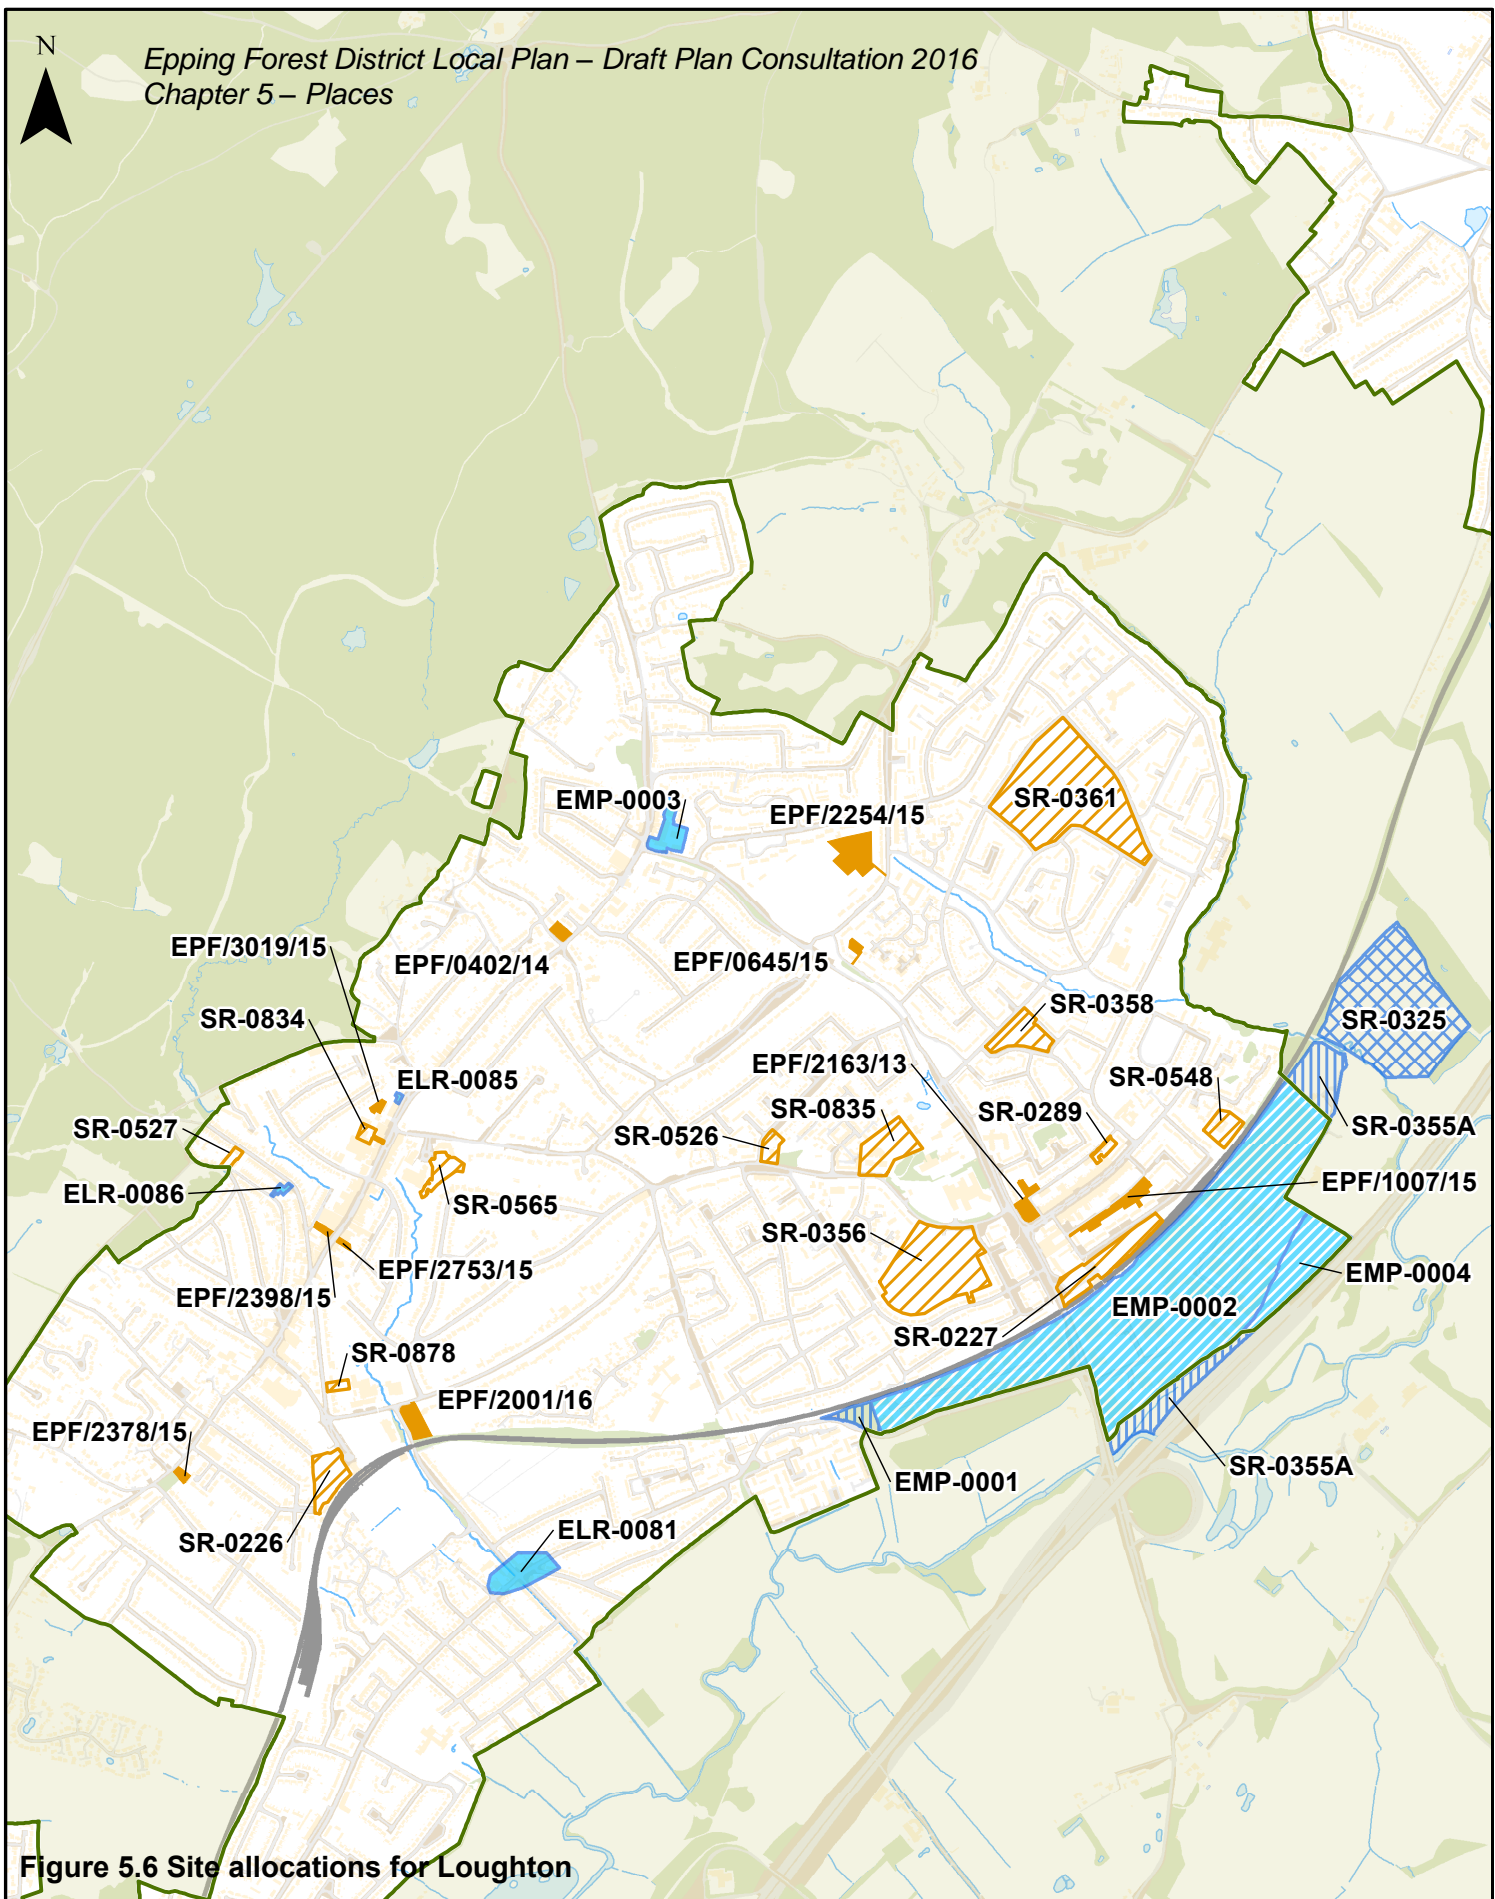 N
Epping Forest District Local Plan – Draft Plan Consultation 2016
Chapter 5 – Places
EMP-0003
EPF/2254/15
SR-0361
EPF/3019/15
EPF/0402/14
EPF/0645/15
SR-0834
SR-0358
SR-0325
EPF/2163/13
ELR-0085
SR-0548
SR-0835
SR-0289
SR-0527
SR-0526
SR-0355A
ELR-0086
SR-0565
EPF/1007/15
SR-0356
EPF/2753/15
EMP-0004
EPF/2398/15
EMP-0002
SR-0227
SR-0878
EPF/2001/16
EPF/2378/15
SR-0355A
EMP-0001
ELR-0081
SR-0226
Figure 5.6 Site allocations for Loughton